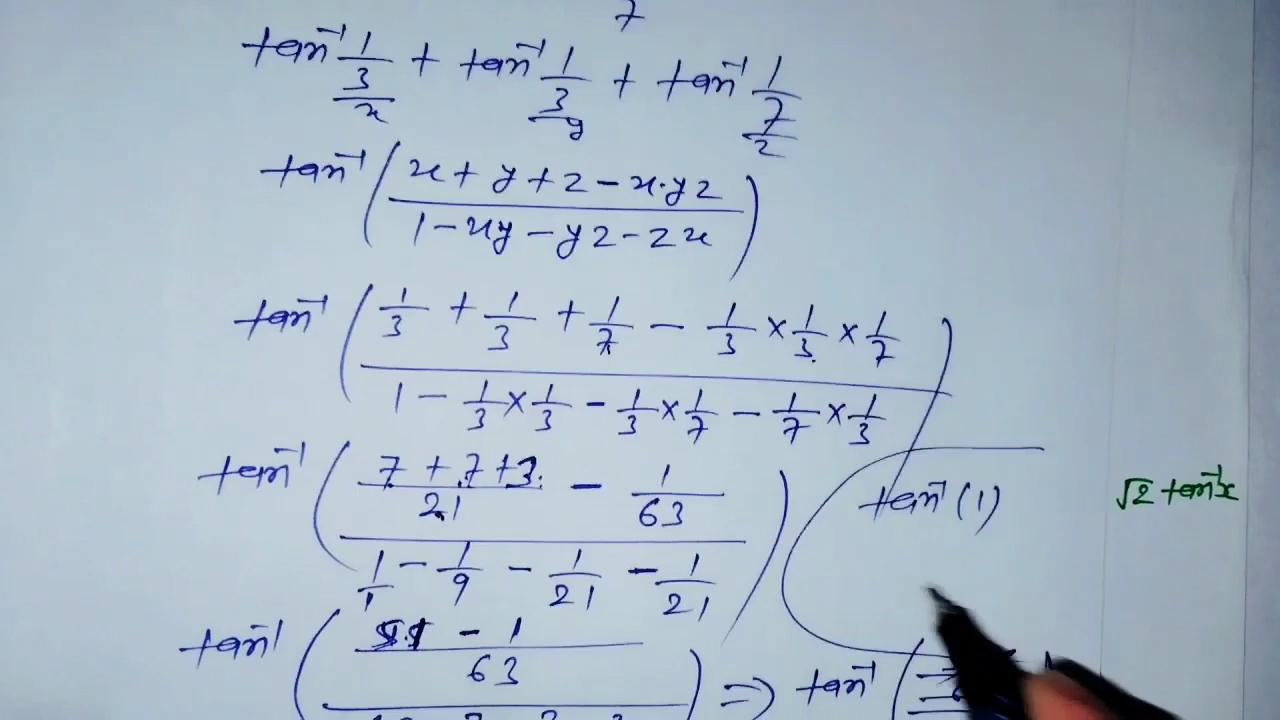 7
tan⁻¹ 1/3 + tan⁻¹ 1/3 + tan⁻¹ 1/7
x y z
tan⁻¹ ( (x + y + z − x·yz) / (1 − xy − yz − zx) )
tan⁻¹ ( (1/3 + 1/3 + 1/7 − 1/3 × 1/3 × 1/7) / (1 − 1/3 × 1/3 − 1/3 × 1/7 − 1/7 × 1/3) )
tan⁻¹ ( ((7 + 7 + 3)/21 − 1/63) / (1/1 − 1/9 − 1/21 − 1/21) )
tan⁻¹ (1)
√2 tan⁻¹x
tan⁻¹ ( (51 − 1)/63 ) => tan⁻¹ (